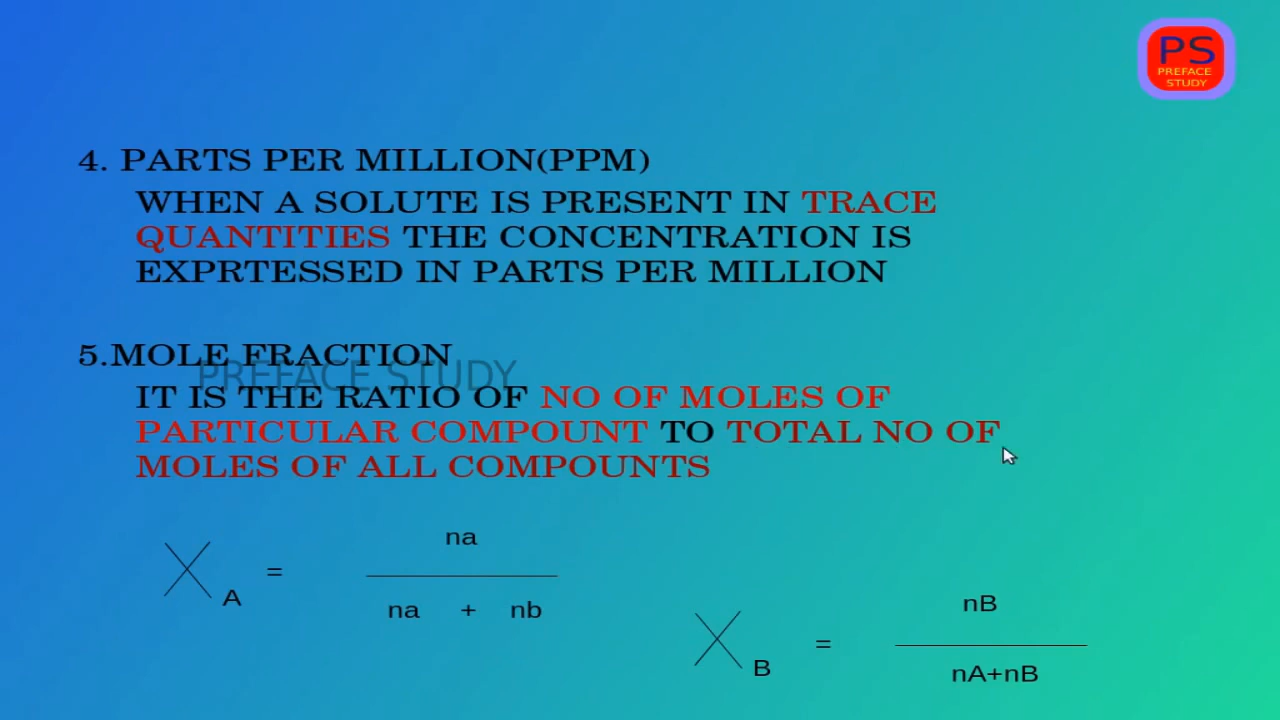 PS
PREFACE
STUDY
4. PARTS PER MILLION(PPM)
WHEN A SOLUTE IS PRESENT IN TRACE
QUANTITIES THE CONCENTRATION IS
EXPRTESSED IN PARTS PER MILLION
5.MOLE FRACTION
PREFACE STUDY
IT IS THE RATIO OF NO OF MOLES OF
PARTICULAR COMPOUNT TO TOTAL NO OF
MOLES OF ALL COMPOUNTS
na
X A =
na + nb
nB
X B =
nA+nB